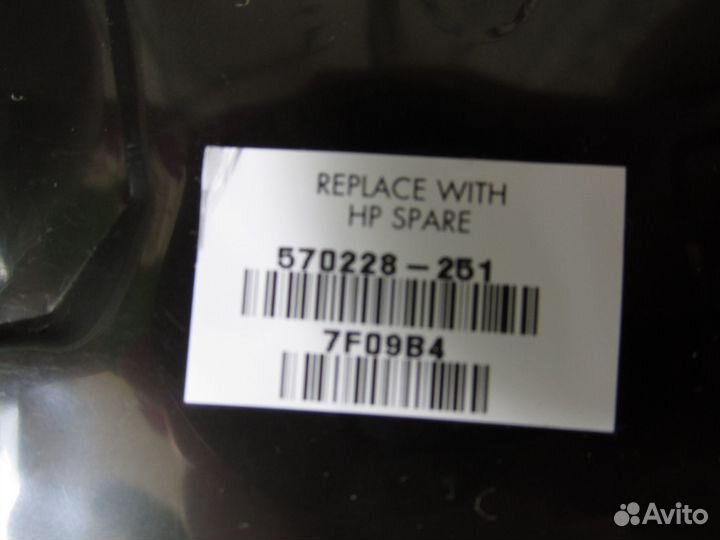 REPLACE WITH
HP SPARE
570228-251
7F09B4
Avito